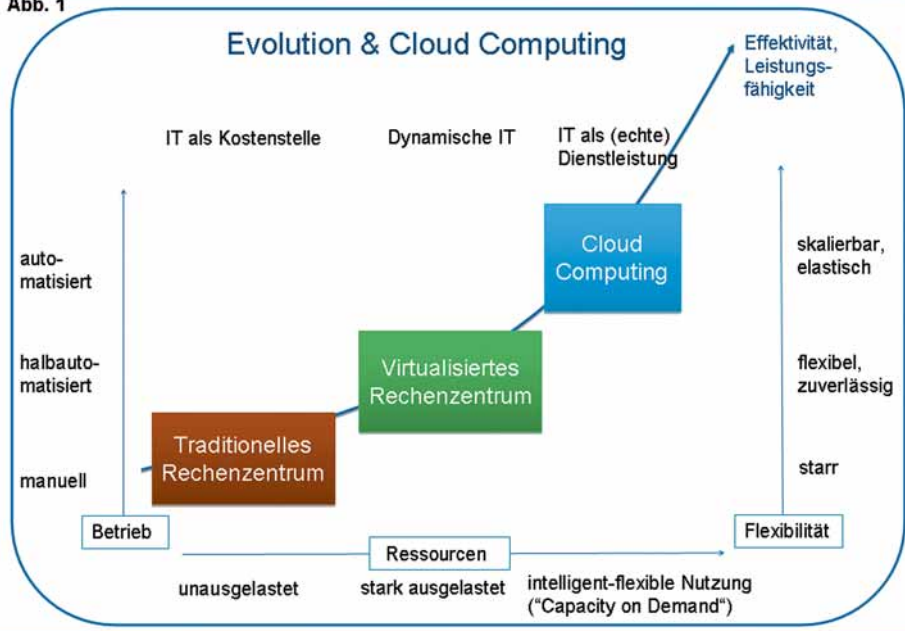 Abb. 1
Evolution & Cloud Computing
Effektivität,
Leistungs-
fähigkeit
IT als Kostenstelle
Dynamische IT
IT als (echte)
Dienstleistung
auto-
matisiert
Cloud
Computing
skalierbar,
elastisch
halbauto-
matisiert
Virtualisiertes
Rechenzentrum
flexibel,
zuverlässig
manuell
Traditionelles
Rechenzentrum
starr
Betrieb
Ressourcen
Flexibilität
unausgelastet
stark ausgelastet
intelligent-flexible Nutzung
("Capacity on Demand")